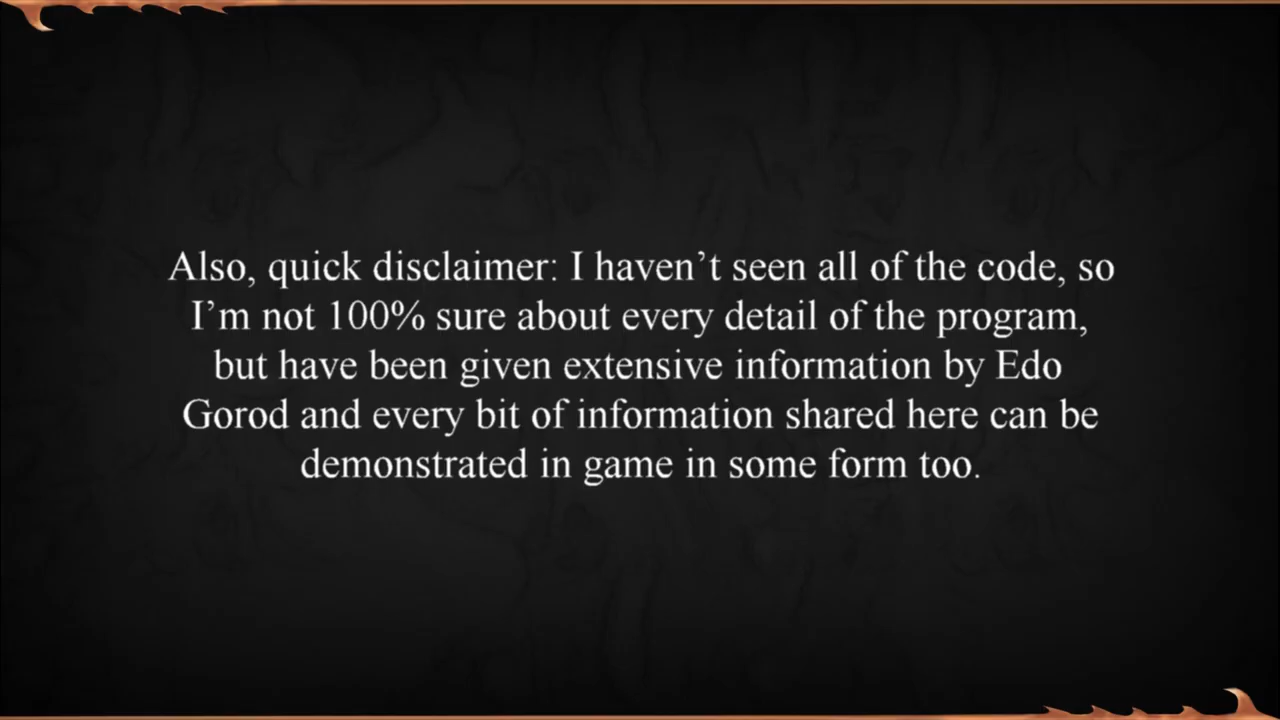 Also, quick disclaimer: I haven’t seen all of the code, so
I’m not 100% sure about every detail of the program,
but have been given extensive information by Edo
Gorod and every bit of information shared here can be
demonstrated in game in some form too.